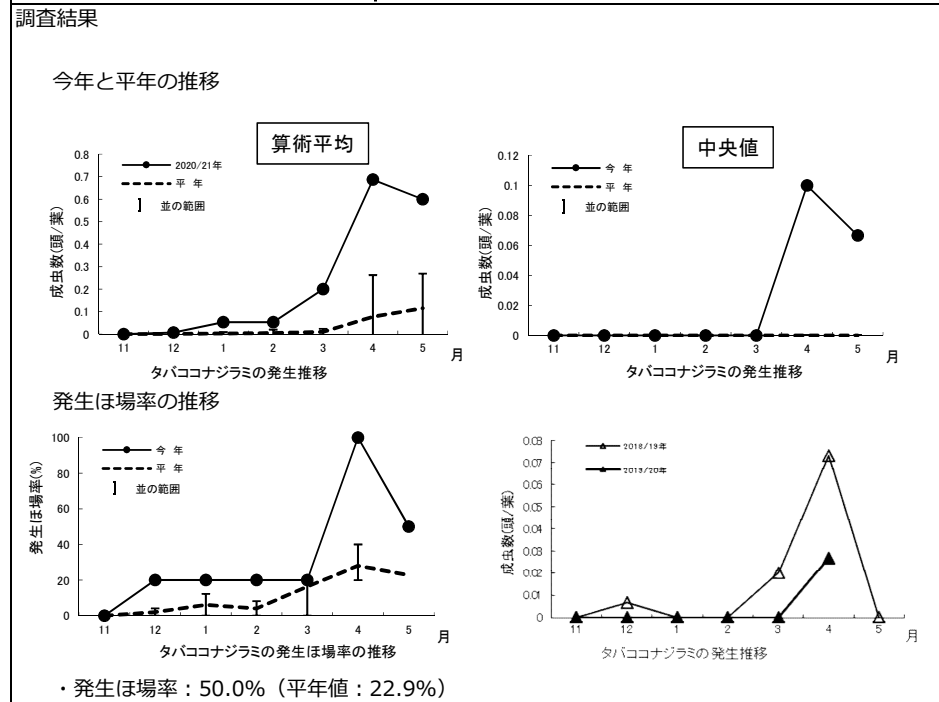 調査結果
今年と平年の推移
算術平均
0.8
0.7
0.6
0.5
0.4
0.3
0.2
0.1
0
成虫数(頭/葉)
2020/21年
平 年
並の範囲
11 12 1 2 3 4 5 月
タバココナジラミの発生推移
中央値
0.12
0.1
0.08
0.06
0.04
0.02
0
成虫数(頭/葉)
今 年
平 年
並の範囲
11 12 1 2 3 4 5 月
タバココナジラミの発生推移
発生ほ場率の推移
100
80
60
40
20
0
発生ほ場率(%)
今 年
平 年
並の範囲
11 12 1 2 3 4 5 月
タバココナジラミの発生ほ場率の推移
0.08
0.07
0.06
0.05
0.04
0.03
0.02
0.01
0
成虫数(頭/葉)
2018/19年
2019/20年
11 12 1 2 3 4 5 月
タバココナジラミの発生推移
・発生ほ場率：50.0%（平年値：22.9%）